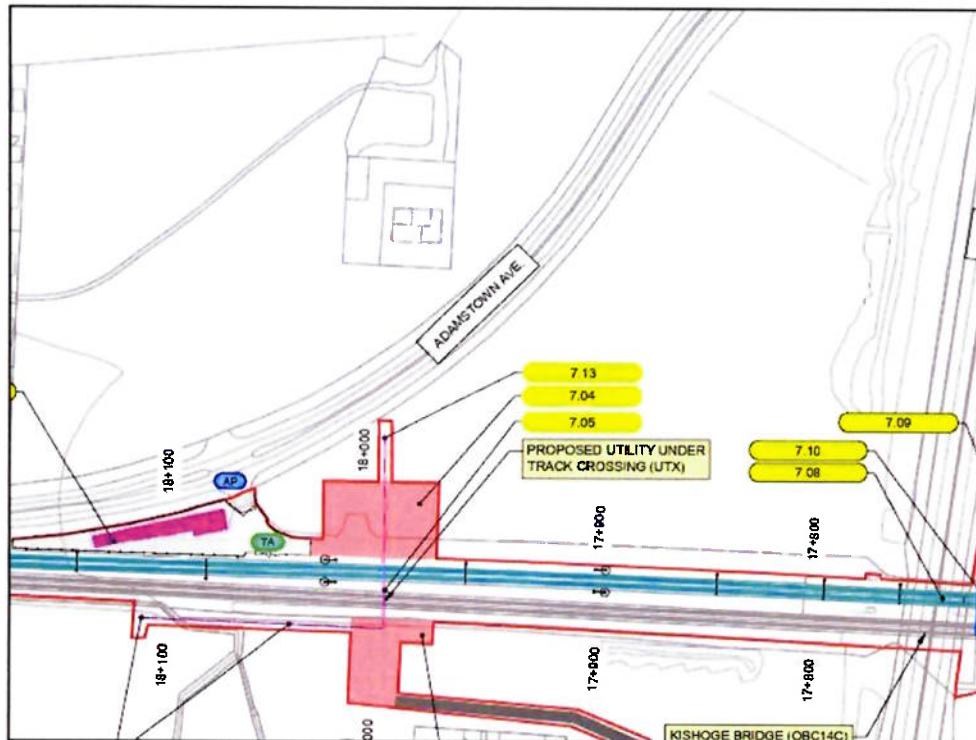 ADAMSTOWN AVE.
7.13
7.04
7.05
PROPOSED UTILITY UNDER
TRACK CROSSING (UTX)
7.09
7.10
7.08
18+000
18+100
AP
TA
17+900
17+800
18+100
17+900
17+800
000
KISHOGE BRIDGE (OBC14C)